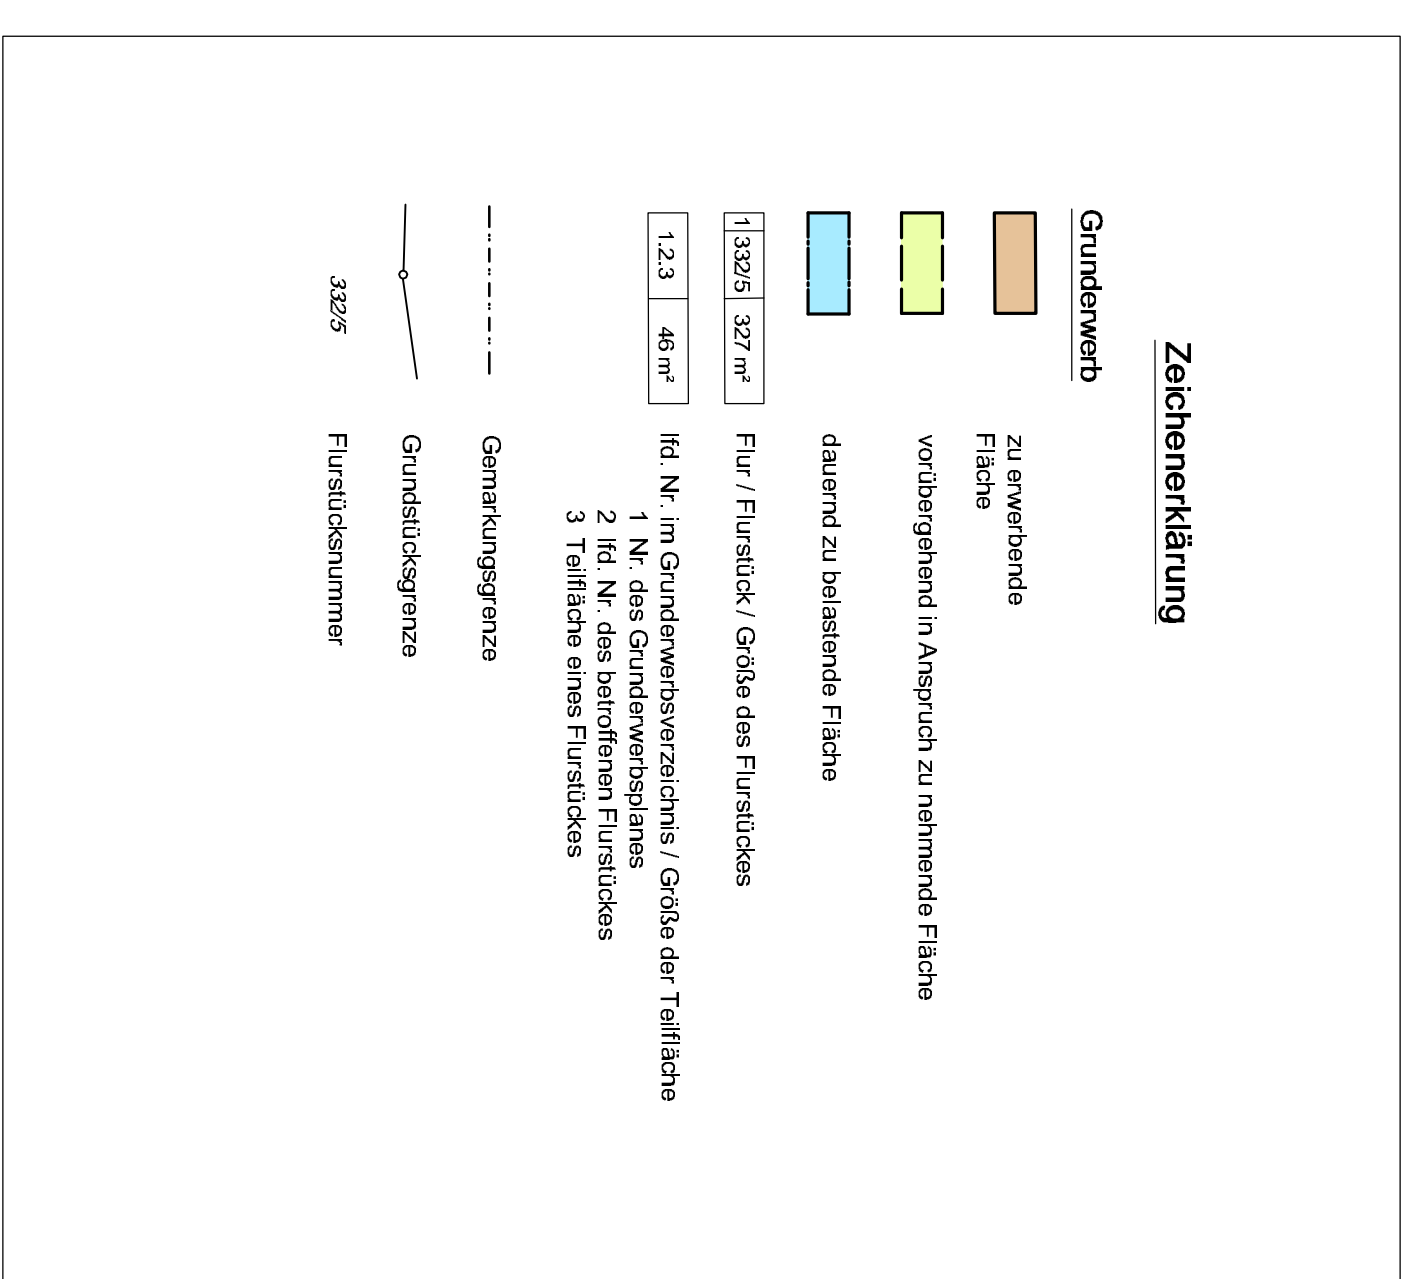 Zeichenerklärung
Grunderwerb
zu erwerbende
Fläche
vorübergehend in Anspruch zu nehmende Fläche
dauernd zu belastende Fläche
1 332/5 327 m² Flur / Flurstück / Größe des Flurstückes
1.2.3 46 m² lfd. Nr. im Grunderwerbsverzeichnis / Größe der Teilfläche
1 Nr. des Grunderwerbsplanes
2 lfd. Nr. des betroffenen Flurstückes
3 Teilfläche eines Flurstückes
Gemarkungsgrenze
Grundstücksgrenze
332/5 Flurstücksnummer